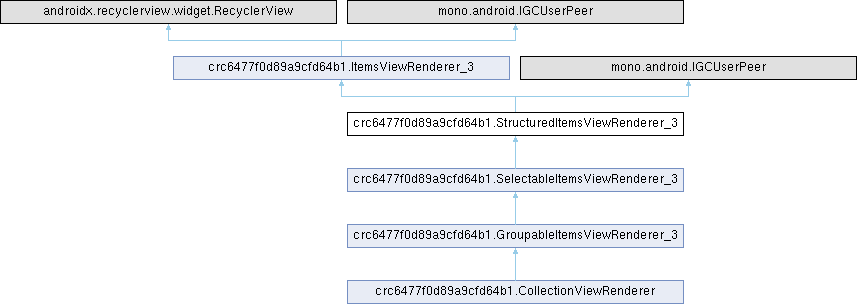 androidx.recyclerview.widget.RecyclerView
mono.android.IGCUserPeer
crc6477f0d89a9cfd64b1.ItemsViewRenderer_3
mono.android.IGCUserPeer
crc6477f0d89a9cfd64b1.StructuredItemsViewRenderer_3
crc6477f0d89a9cfd64b1.SelectableItemsViewRenderer_3
crc6477f0d89a9cfd64b1.GroupableItemsViewRenderer_3
crc6477f0d89a9cfd64b1.CollectionViewRenderer